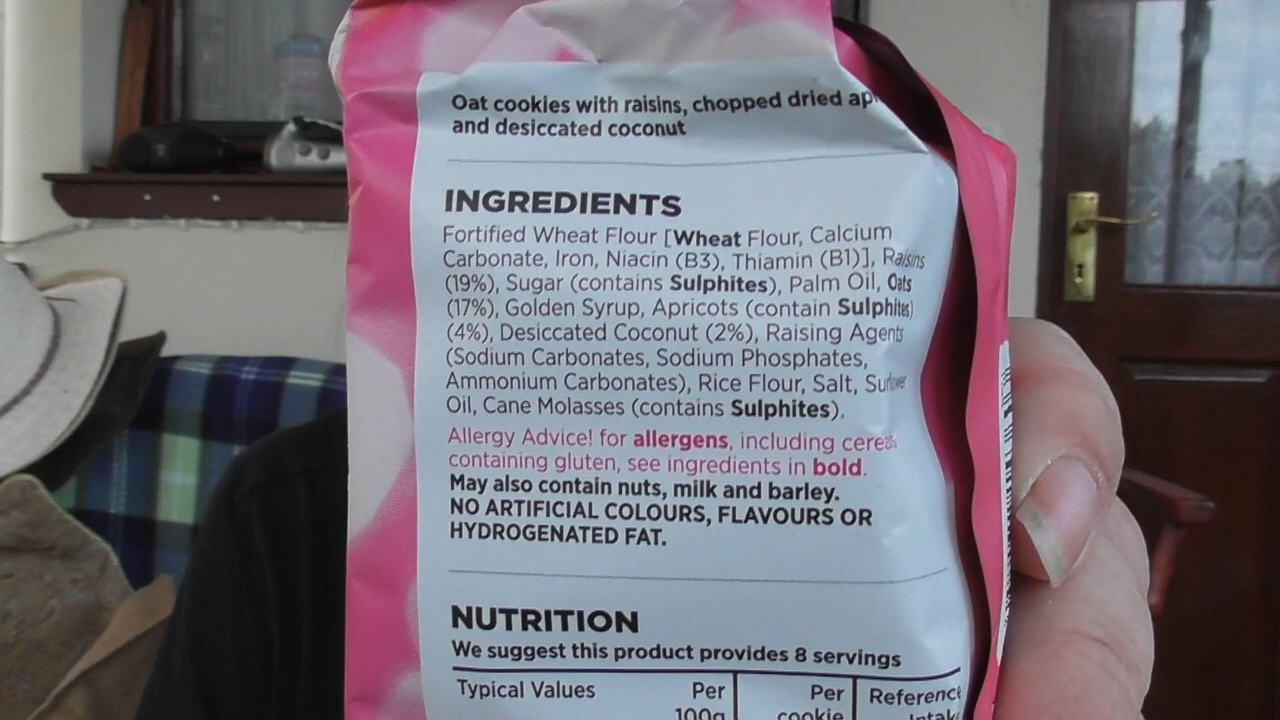 Oat cookies with raisins, chopped dried
and desiccated coconut
INGREDIENTS
Fortified Wheat Flour [Wheat Flour, Calcium
Carbonate, Iron, Niacin (B3), Thiamin (B1)], Raisins
(19%), Sugar (contains Sulphites), Palm Oil, Oats
(17%), Golden Syrup, Apricots (contain Sulphites)
(4%), Desiccated Coconut (2%), Raising Agents
(Sodium Carbonates, Sodium Phosphates,
Ammonium Carbonates), Rice Flour, Salt, Sunflower
Oil, Cane Molasses (contains Sulphites).
Allergy Advice! for allergens, including cereals
containing gluten, see ingredients in bold.
May also contain nuts, milk and barley.
NO ARTIFICIAL COLOURS, FLAVOURS OR
HYDROGENATED FAT.
NUTRITION
We suggest this product provides 8 servings
Typical Values Per Per Reference
100g cookie Intake